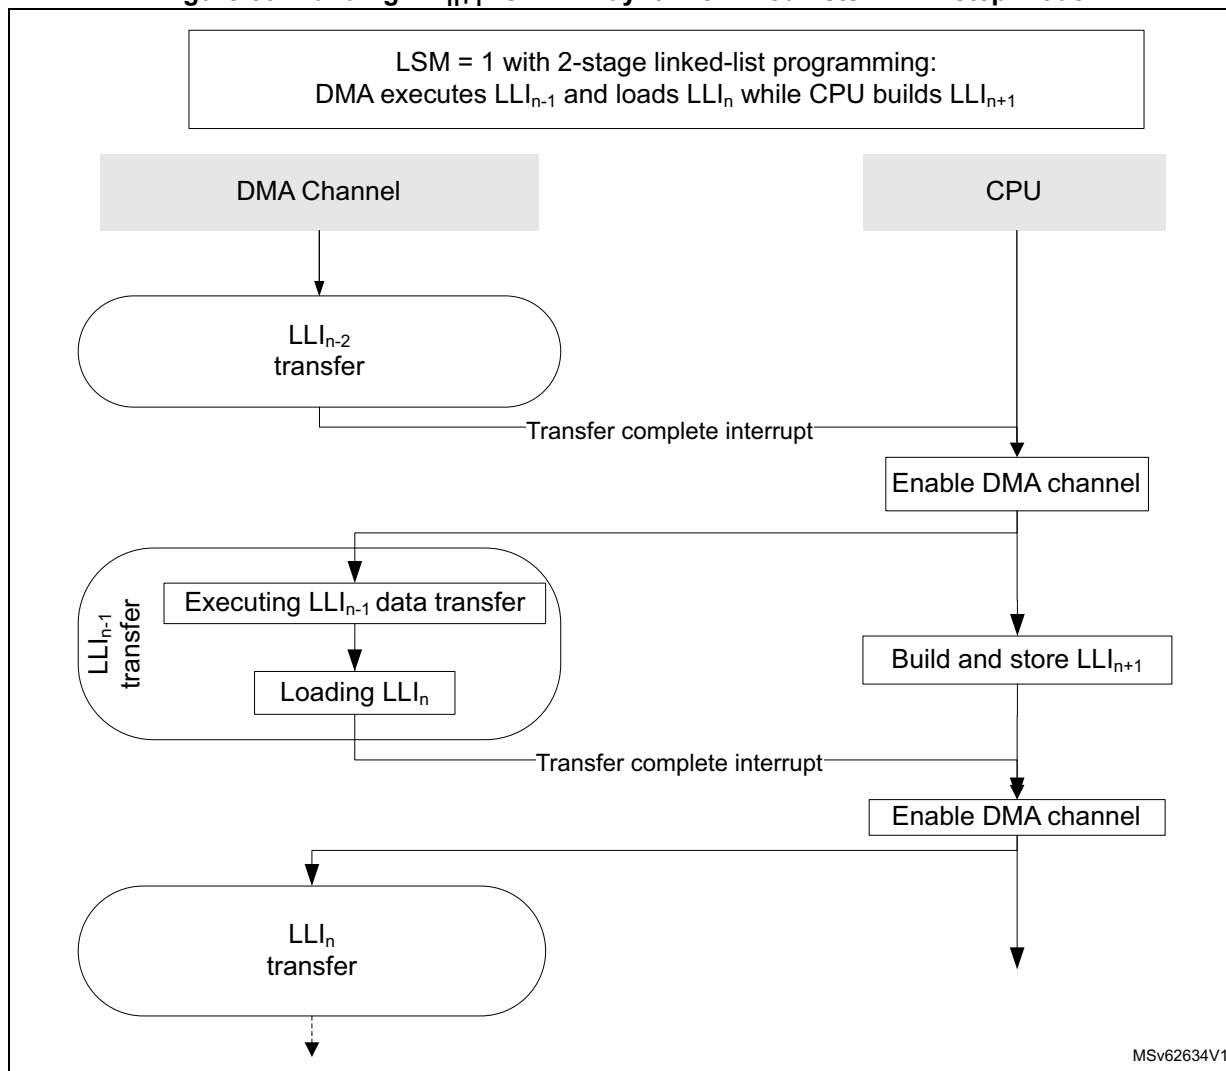 LSM = 1 with 2-stage linked-list programming:
DMA executes LLIn-1 and loads LLIn while CPU builds LLIn+1
DMA Channel
CPU
LLIn-2
transfer
Transfer complete interrupt
Enable DMA channel
LLIn-1
transfer
Executing LLIn-1 data transfer
Loading LLIn
Build and store LLIn+1
Transfer complete interrupt
Enable DMA channel
LLIn
transfer
MSv62634V1